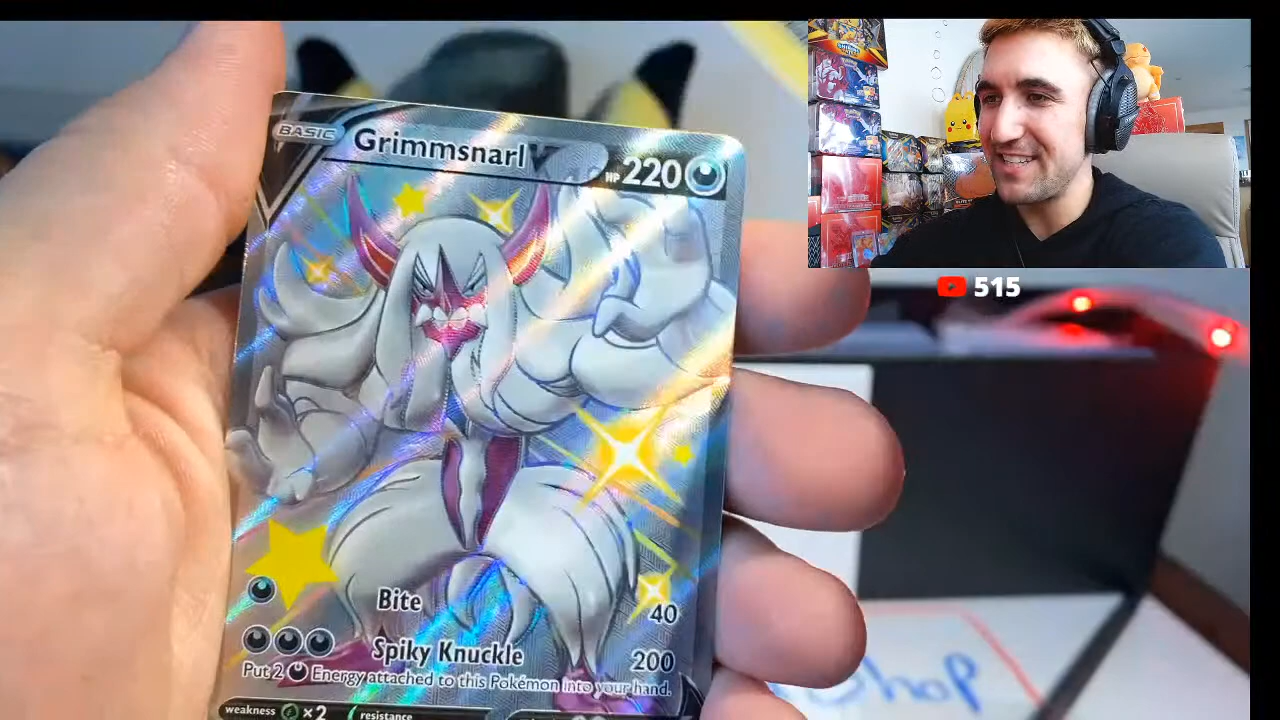 BASIC
Grimmsnarl V
HP 220
515
Bite 40
Spiky Knuckle 200
Put 2 Energy attached to this Pokémon into your hand.
weakness ×2 resistance